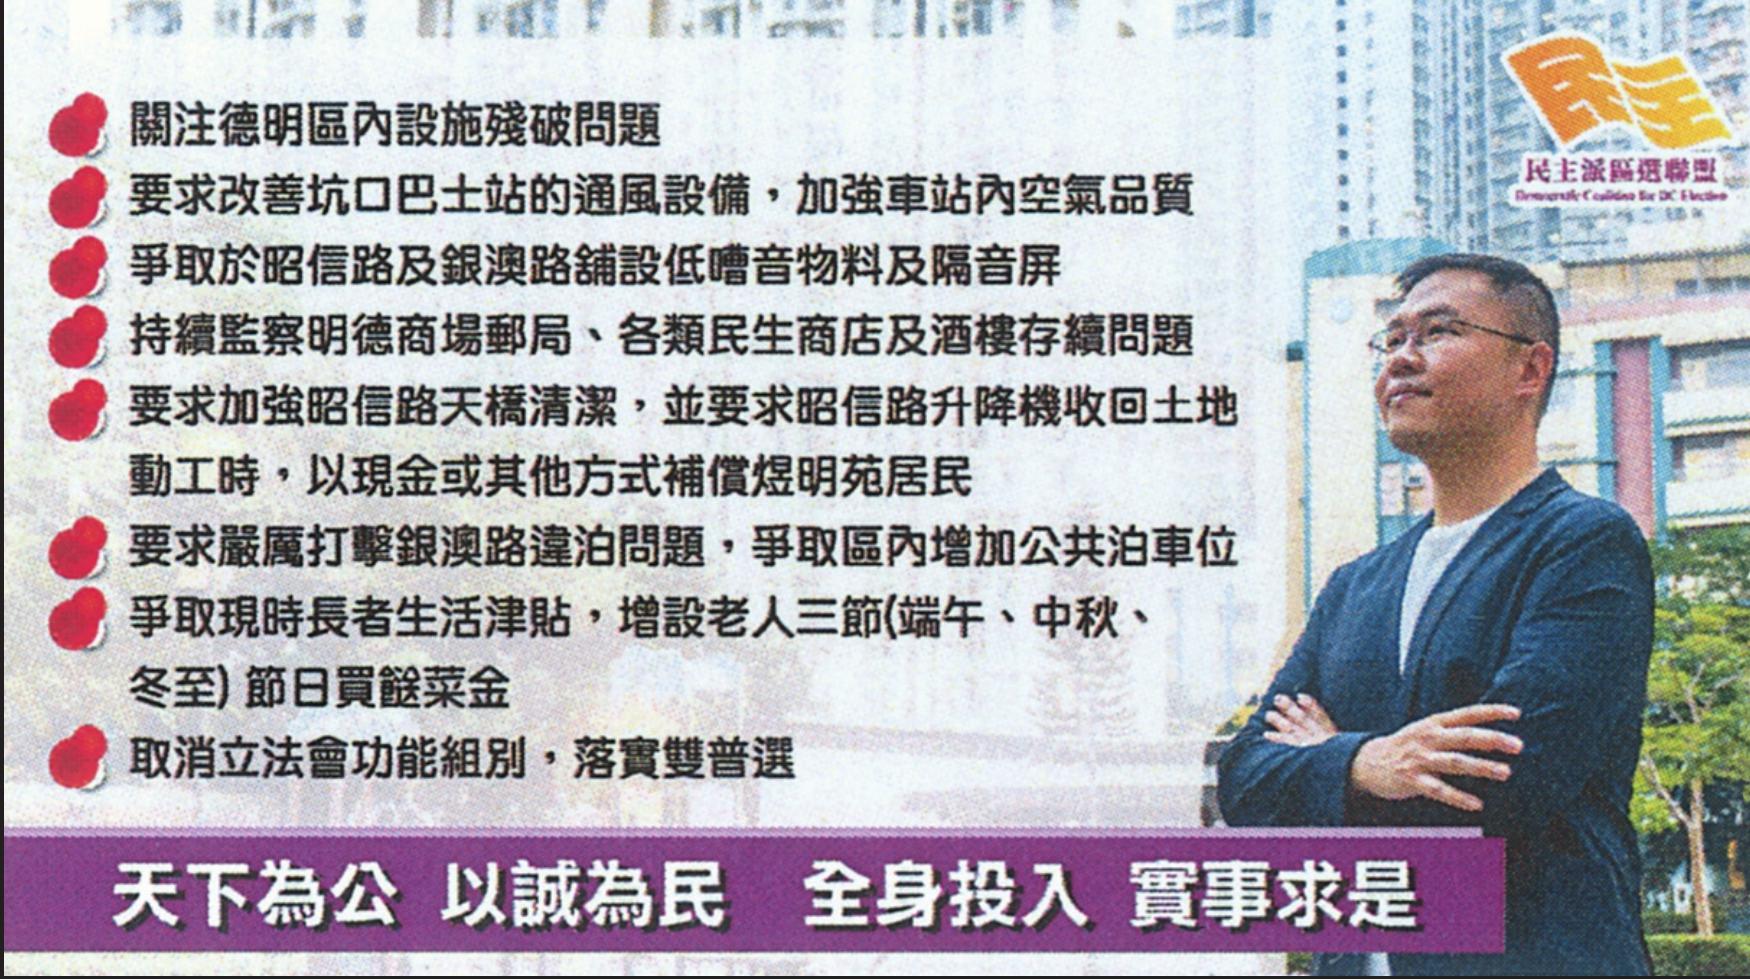 關注德明區內設施殘破問題
要求改善坑口巴士站的通風設備，加強車站內空氣品質
爭取於昭信路及銀澳路舖設低嘈音物料及隔音屏
持續監察明德商場郵局、各類民生商店及酒樓存續問題
要求加強昭信路天橋清潔，並要求昭信路升降機收回土地
動工時，以現金或其他方式補償煜明苑居民
要求嚴厲打擊銀澳路違泊問題，爭取區內增加公共泊車位
爭取現時長者生活津貼，增設老人三節(端午、中秋、
冬至) 節日買餸菜金
取消立法會功能組別，落實雙普選
天下為公 以誠為民 全身投入 實事求是
民主
民主派區選聯盟
Democratic Coalition for DC Election